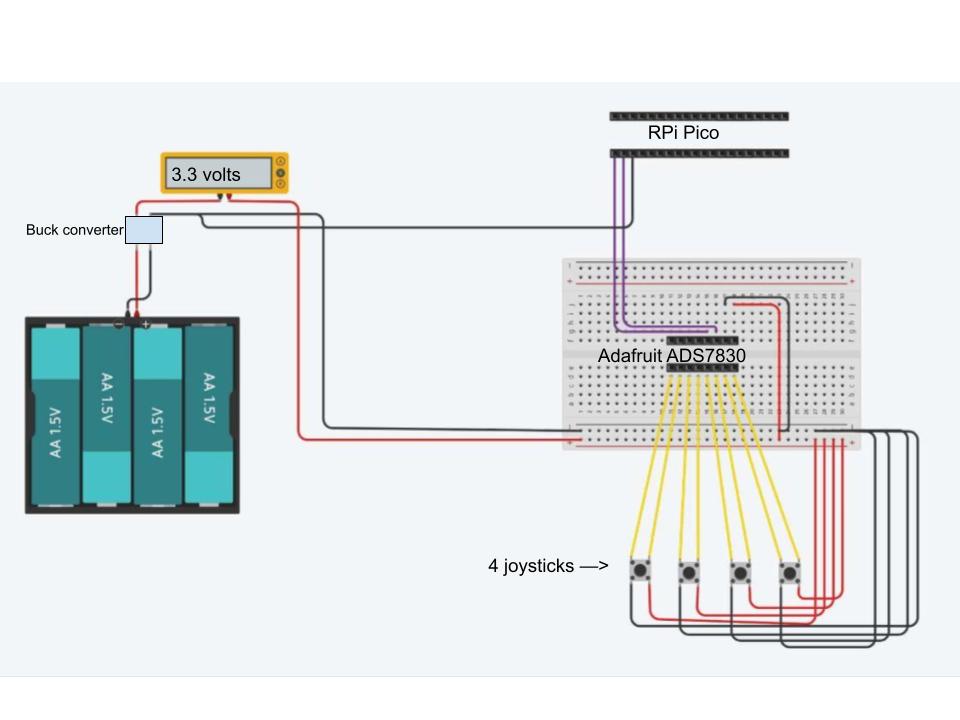 RPi Pico
3.3 volts
Buck converter
Adafruit ADS7830
AA 1.5V
AA 1.5V
AA 1.5V
AA 1.5V
4 joysticks —>